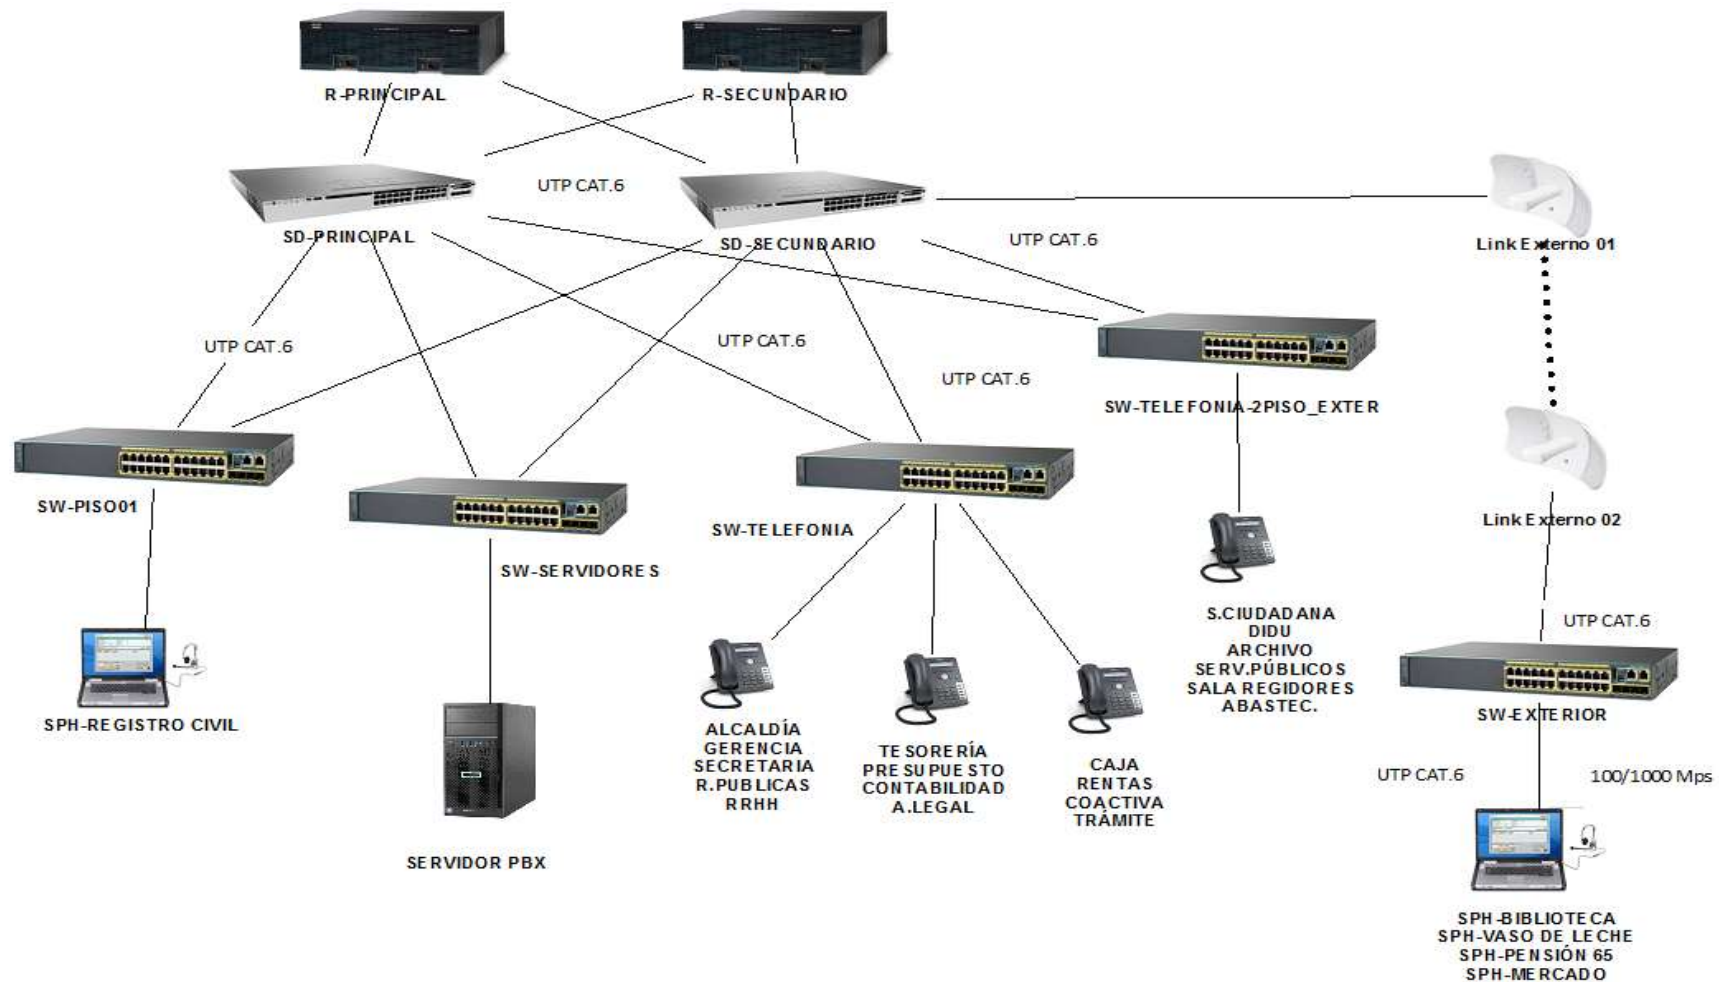 R-PRINCIPAL
R-SECUNDARIO
UTP CAT.6
SD-PRINCIPAL
SD-SECUNDARIO
UTP CAT.6
Link Externo 01
UTP CAT.6
UTP CAT.6
UTP CAT.6
SW-TELEFONIA-2PISO_EXTER
SW-PISO01
SW-TELEFONIA
Link Externo 02
SW-SERVIDORES
S.CIUDADANA
DIDU
ARCHIVO
SERV.PÚBLICOS
SALA REGIDORES
ABASTEC.
UTP CAT.6
SPH-REGISTRO CIVIL
SW-EXTERIOR
ALCALDÍA
GERENCIA
SECRETARIA
R.PUBLICAS
RRHH
TESORERÍA
PRESUPUESTO
CONTABILIDAD
A.LEGAL
CAJA
RENTAS
COACTIVA
TRÁMITE
UTP CAT.6
100/1000 Mps
SERVIDOR PBX
SPH-BIBLIOTECA
SPH-VASO DE LECHE
SPH-PENSIÓN 65
SPH-MERCADO